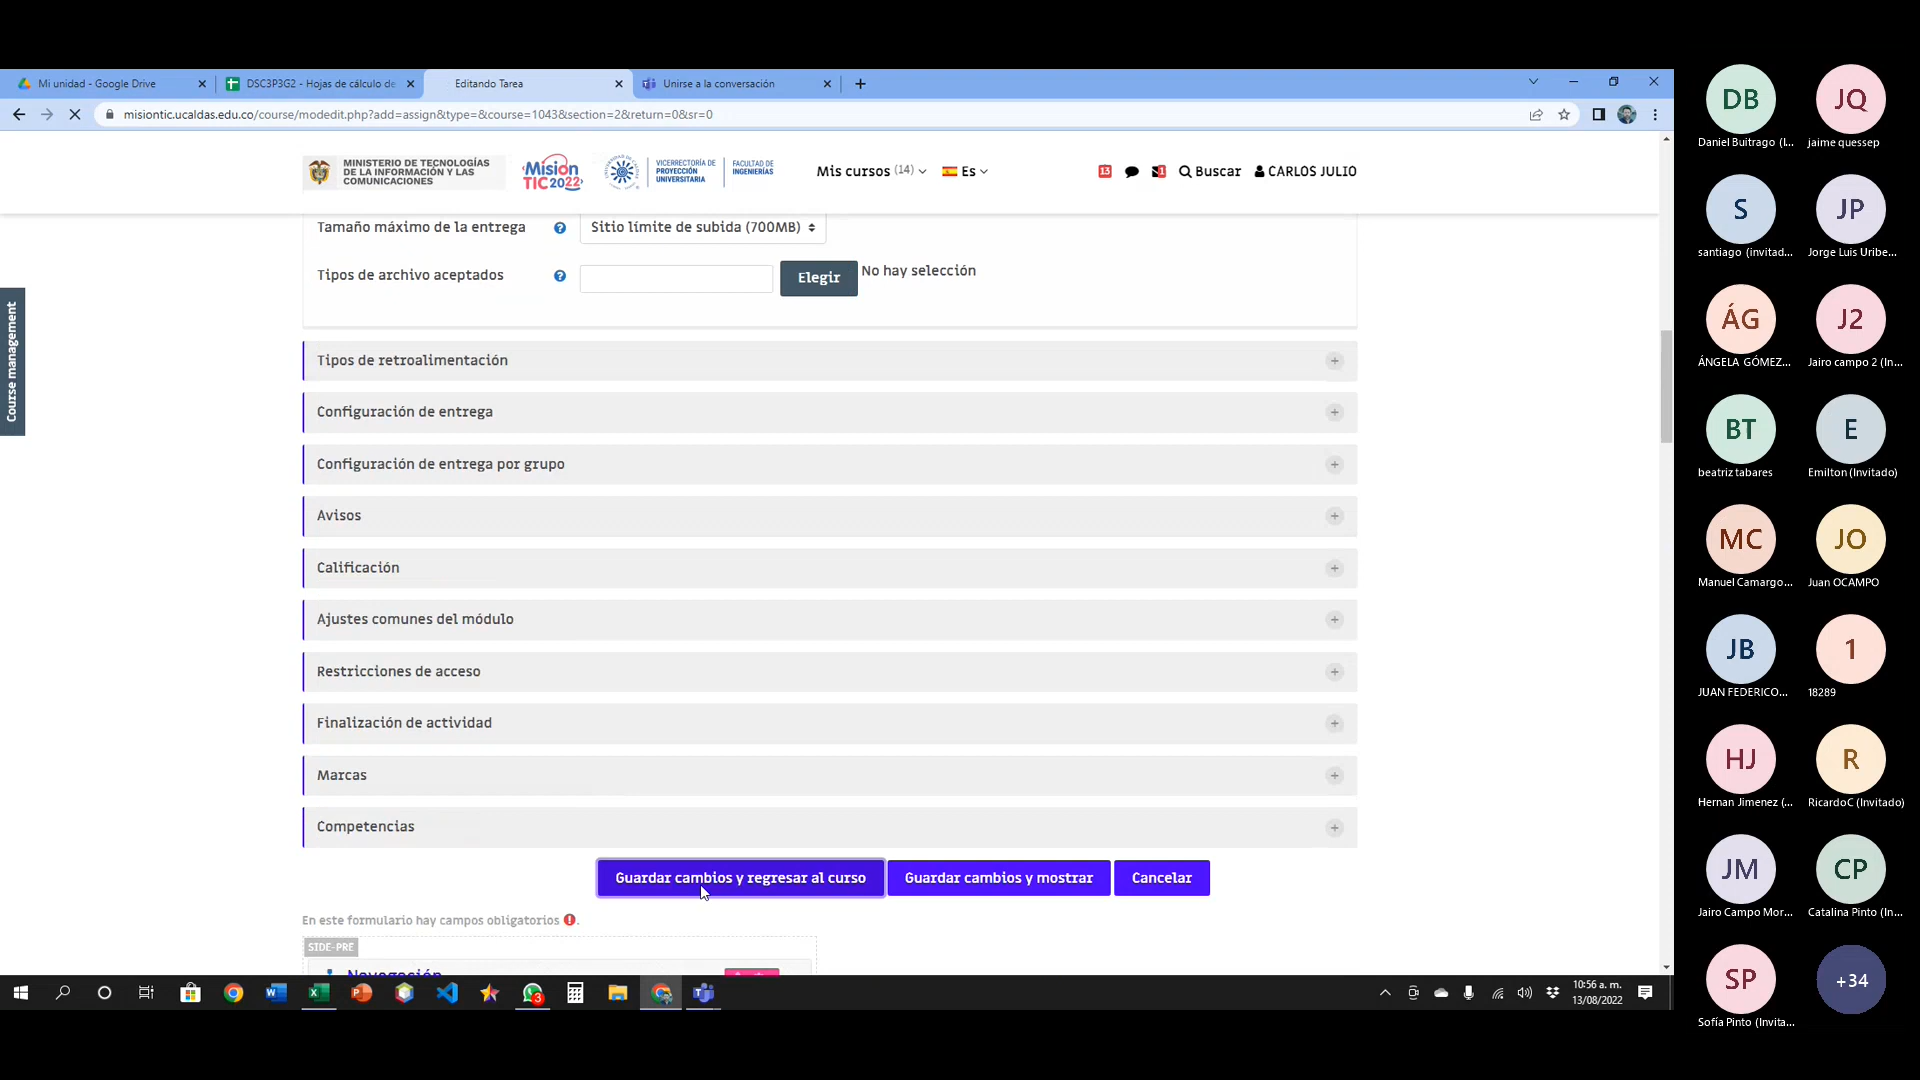 Mi unidad - Google Drive
DSC3P3G2 - Hojas de cálculo de
Editando Tarea
Unirse a la conversación
misiontic.ucaldas.edu.co/course/modedit.php?add=assign&type=&course=1043&section=2&return=0&sr=0
MINISTERIO DE TECNOLOGÍAS
DE LA INFORMACIÓN Y LAS
COMUNICACIONES
Misión
TIC2022
VICERRECTORÍA DE
PROYECCIÓN
UNIVERSITARIA
FACULTAD DE
INGENIERÍAS
Mis cursos (14)
Es
13
1
Buscar
CARLOS JULIO
Course management
Tamaño máximo de la entrega
Sitio límite de subida (700MB)
Tipos de archivo aceptados
Elegir
No hay selección
Tipos de retroalimentación
Configuración de entrega
Configuración de entrega por grupo
Avisos
Calificación
Ajustes comunes del módulo
Restricciones de acceso
Finalización de actividad
Marcas
Competencias
Guardar cambios y regresar al curso
Guardar cambios y mostrar
Cancelar
En este formulario hay campos obligatorios
SIDE-PRE
Navegación
3
10:56 a. m.
13/08/2022
DB
Daniel Buitrago (I...
JQ
jaime quessep
S
santiago (invitad...
JP
Jorge Luis Uribe...
ÁG
ÁNGELA GÓMEZ...
J2
Jairo campo 2 (In...
BT
beatriz tabares
E
Emilton (Invitado)
MC
Manuel Camargo...
JO
Juan OCAMPO
JB
JUAN FEDERICO...
1
18289
HJ
Hernan Jimenez (...
R
RicardoC (Invitado)
JM
Jairo Campo Mor...
CP
Catalina Pinto (In...
SP
Sofía Pinto (Invita...
+34